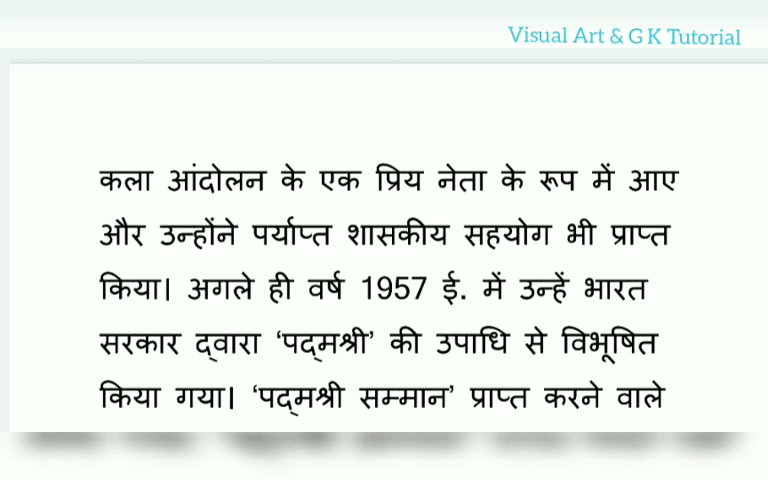 Visual Art & G K Tutorial
कला आंदोलन के एक प्रिय नेता के रूप में आए
और उन्होंने पर्याप्त शासकीय सहयोग भी प्राप्त
किया। अगले ही वर्ष 1957 ई. में उन्हें भारत
सरकार द्वारा ‘पद्मश्री’ की उपाधि से विभूषित
किया गया। ‘पद्मश्री सम्मान’ प्राप्त करने वाले